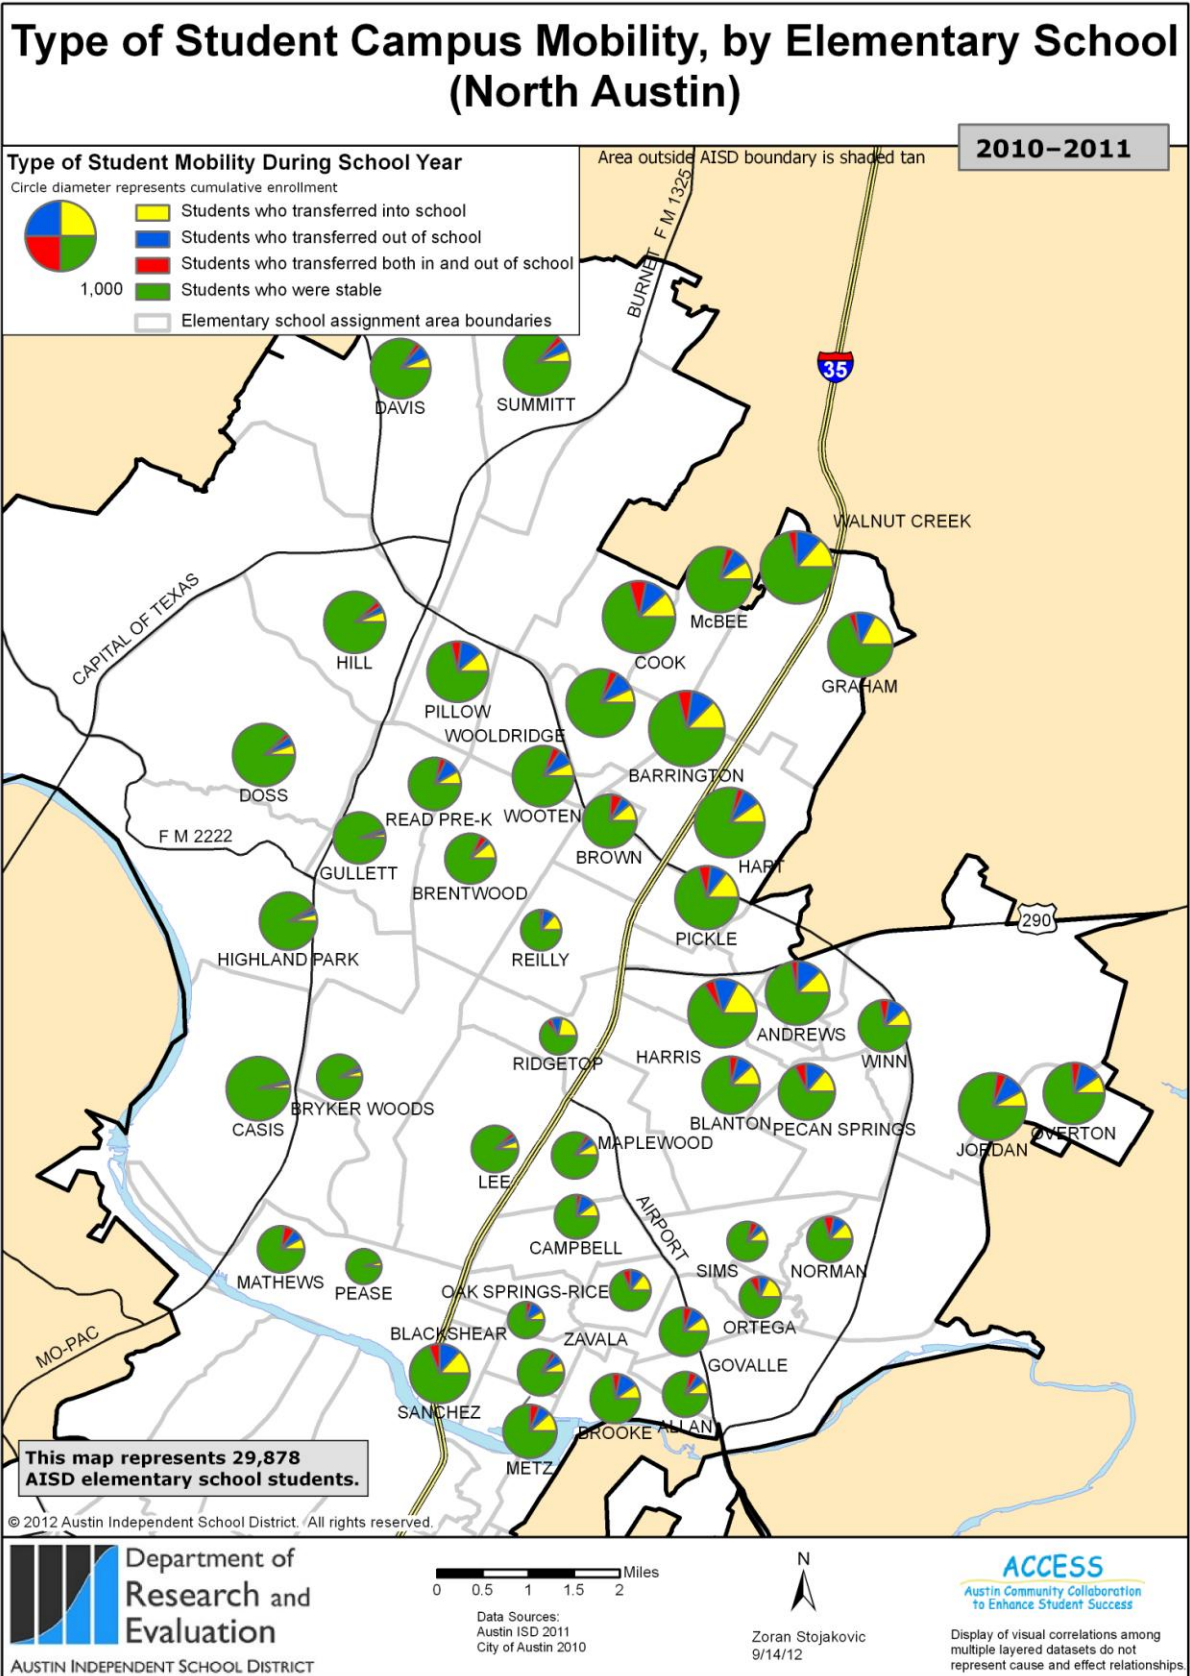 Type of Student Campus Mobility, by Elementary School
(North Austin)
2010–2011
Area outside AISD boundary is shaded tan
Type of Student Mobility During School Year
Circle diameter represents cumulative enrollment
Students who transferred into school
Students who transferred out of school
Students who transferred both in and out of school
1,000
Students who were stable
Elementary school assignment area boundaries
BURNET F M 1325
35
DAVIS
SUMMITT
WALNUT CREEK
CAPITAL OF TEXAS
McBEE
HILL
COOK
GRAHAM
PILLOW
WOOLDRIDGE
BARRINGTON
DOSS
READ PRE-K
WOOTEN
F M 2222
BROWN
GULLETT
HART
BRENTWOOD
290
PICKLE
HIGHLAND PARK
REILLY
ANDREWS
HARRIS
RIDGETOP
WINN
BRYKER WOODS
CASIS
BLANTON
PECAN SPRINGS
OVERTON
JORDAN
MAPLEWOOD
LEE
AIRPORT
CAMPBELL
SIMS
NORMAN
MATHEWS
PEASE
OAK SPRINGS-RICE
ORTEGA
BLACKSHEAR
ZAVALA
MO-PAC
GOVALLE
SANCHEZ
BROOKE
ALLAN
METZ
This map represents 29,878
AISD elementary school students.
© 2012 Austin Independent School District. All rights reserved.
Department of
Research and
Evaluation
AUSTIN INDEPENDENT SCHOOL DISTRICT
Miles
0 0.5 1 1.5 2
Data Sources:
Austin ISD 2011
City of Austin 2010
N
Zoran Stojakovic
9/14/12
ACCESS
Austin Community Collaboration
to Enhance Student Success
Display of visual correlations among
multiple layered datasets do not
represent cause and effect relationships.